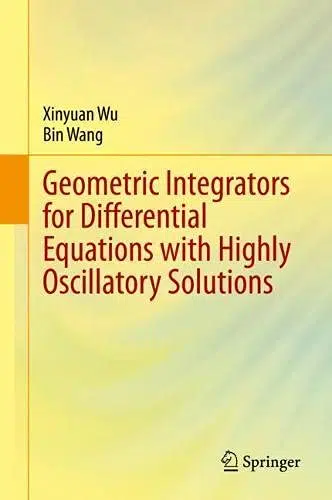 Xinyuan Wu
Bin Wang
Geometric Integrators
for Differential
Equations with Highly
Oscillatory Solutions
Springer